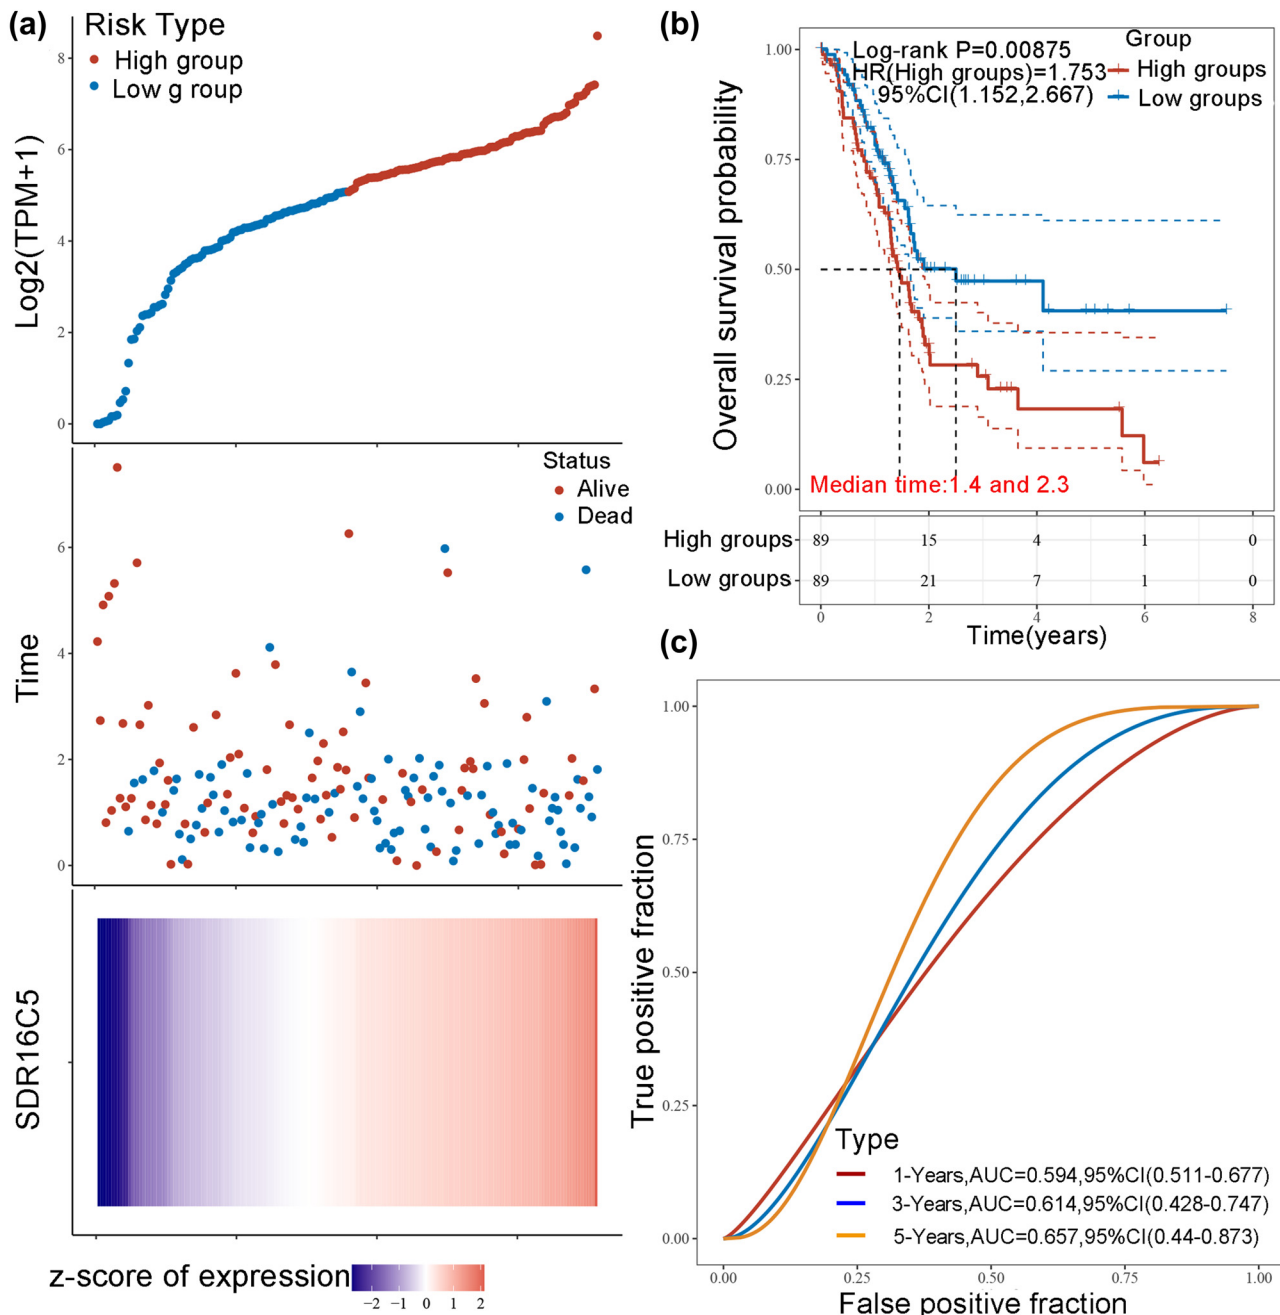 (a)
Risk Type
High group
Low g roup
Log2(TPM+1)
8
6
4
2
0
Status
Alive
Dead
Time
6
4
2
0
SDR16C5
z-score of expression
−2 −1 0 1 2
(b)
Log-rank P=0.00875
HR(High groups)=1.753
95%CI(1.152,2.667)
Group
High groups
Low groups
Overall survival probability
1.00
0.75
0.50
0.25
0.00
Median time:1.4 and 2.3
High groups 89 15 4 1 0
Low groups 89 21 7 1 0
0 2 4 6 8
Time(years)
(c)
True positive fraction
1.00
0.75
0.50
0.25
0.00
Type
1-Years,AUC=0.594,95%CI(0.511-0.677)
3-Years,AUC=0.614,95%CI(0.428-0.747)
5-Years,AUC=0.657,95%CI(0.44-0.873)
0.00 0.25 0.50 0.75 1.00
False positive fraction